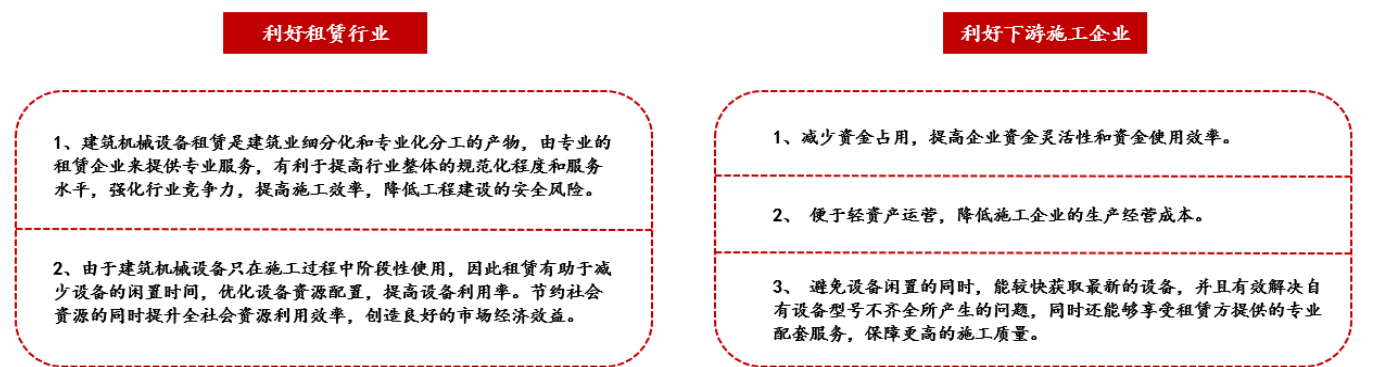 利好租赁行业
1、建筑机械设备租赁是建筑业细分化和专业化分工的产物，由专业的
租赁企业来提供专业服务，有利于提高行业整体的规范化程度和服务
水平，强化行业竞争力，提高施工效率，降低工程建设的安全风险。
2、由于建筑机械设备只在施工过程中阶段性使用，因此租赁有助于减
少设备的闲置时间，优化设备资源配置，提高设备利用率。节约社会
资源的同时提升全社会资源利用效率，创造良好的市场经济效益。
利好下游施工企业
1、减少资金占用，提高企业资金灵活性和资金使用效率。
2、 便于轻资产运营，降低施工企业的生产经营成本。
3、 避免设备闲置的同时，能较快获取最新的设备，并且有效解决自
有设备型号不齐全所产生的问题，同时还能够享受租赁方提供的专业
配套服务，保障更高的施工质量。